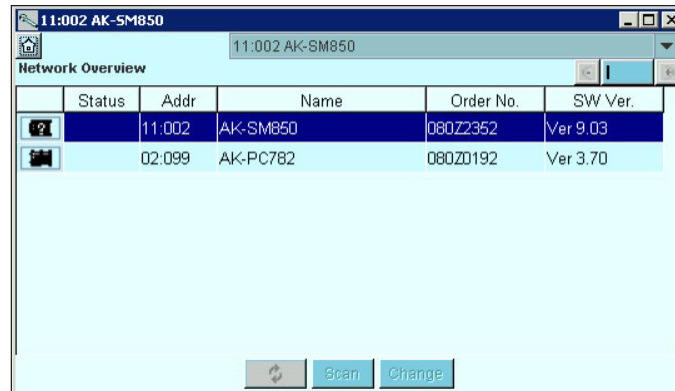 11:002 AK-SM850
11:002 AK-SM850
Network Overview
Status Addr Name Order No. SW Ver.
11:002 AK-SM850 080Z2352 Ver 9.03
02:099 AK-PC782 080Z0192 Ver 3.70
Scan Change